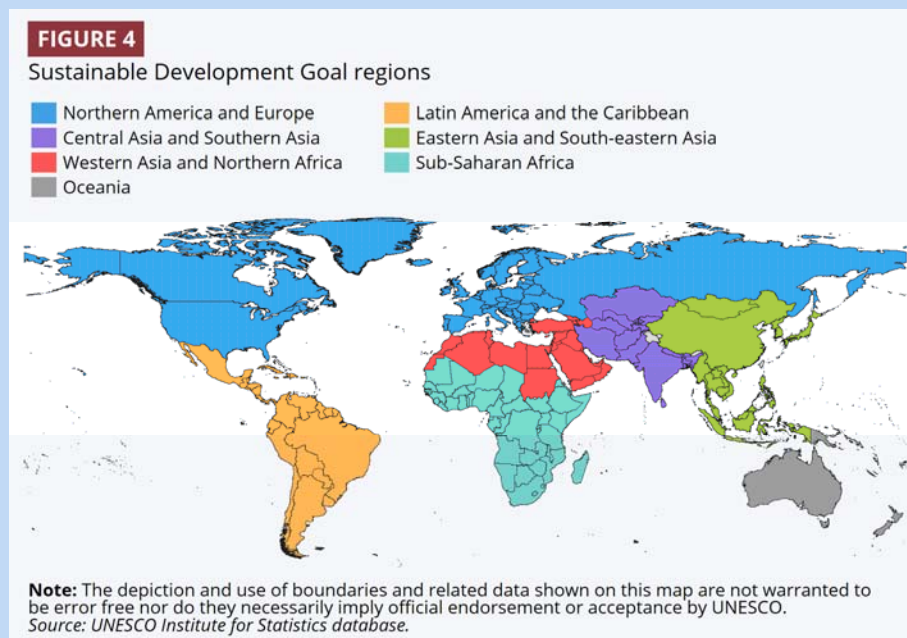 FIGURE 4
Sustainable Development Goal regions
Northern America and Europe
Latin America and the Caribbean
Central Asia and Southern Asia
Eastern Asia and South-eastern Asia
Western Asia and Northern Africa
Sub-Saharan Africa
Oceania
Note: The depiction and use of boundaries and related data shown on this map are not warranted to
be error free nor do they necessarily imply official endorsement or acceptance by UNESCO.
Source: UNESCO Institute for Statistics database.